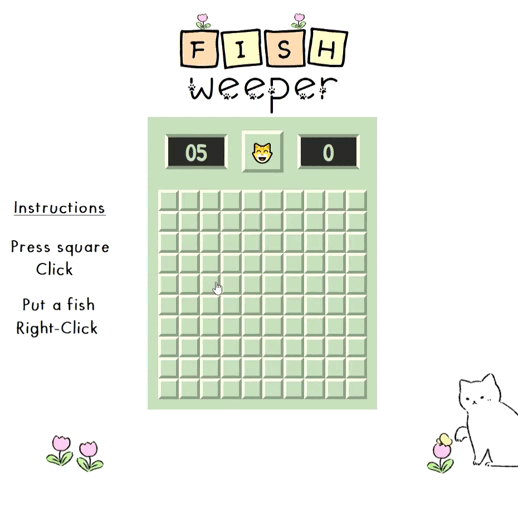 FISH
weeper
05
0
Instructions
Press square
Click
Put a fish
Right-Click